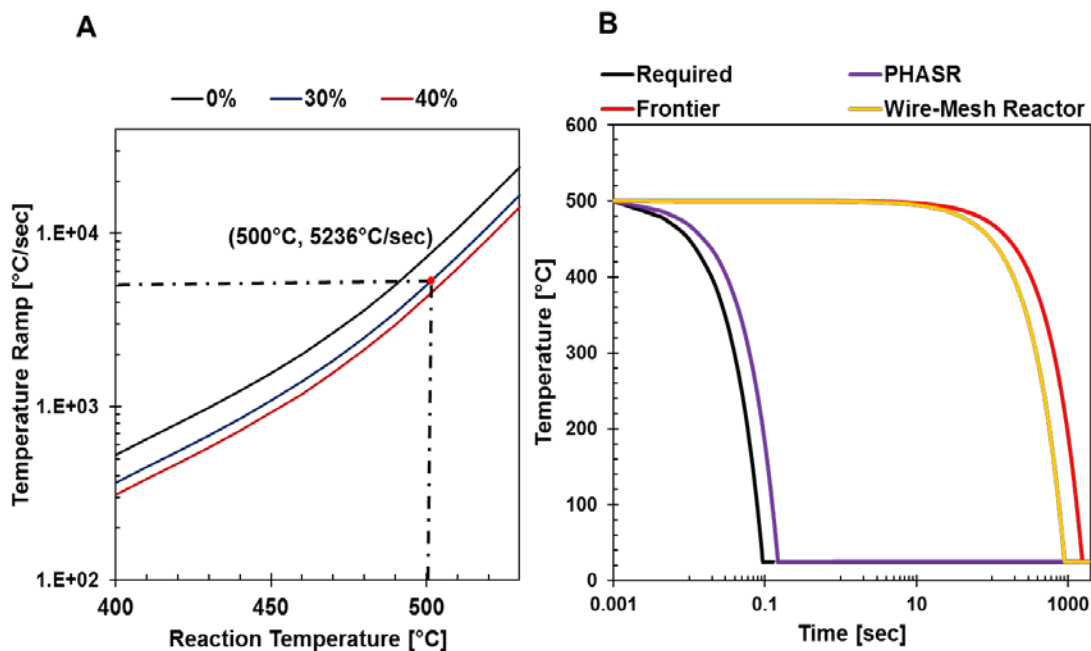 A
0% 30% 40%
(500°C, 5236°C/sec)
Temperature Ramp [°C/sec]
1.E+04
1.E+03
1.E+02
400 450 500
Reaction Temperature [°C]
B
Required PHASR
Frontier Wire-Mesh Reactor
Temperature [°C]
600
500
400
300
200
100
0
0.001 0.1 10 1000
Time [sec]